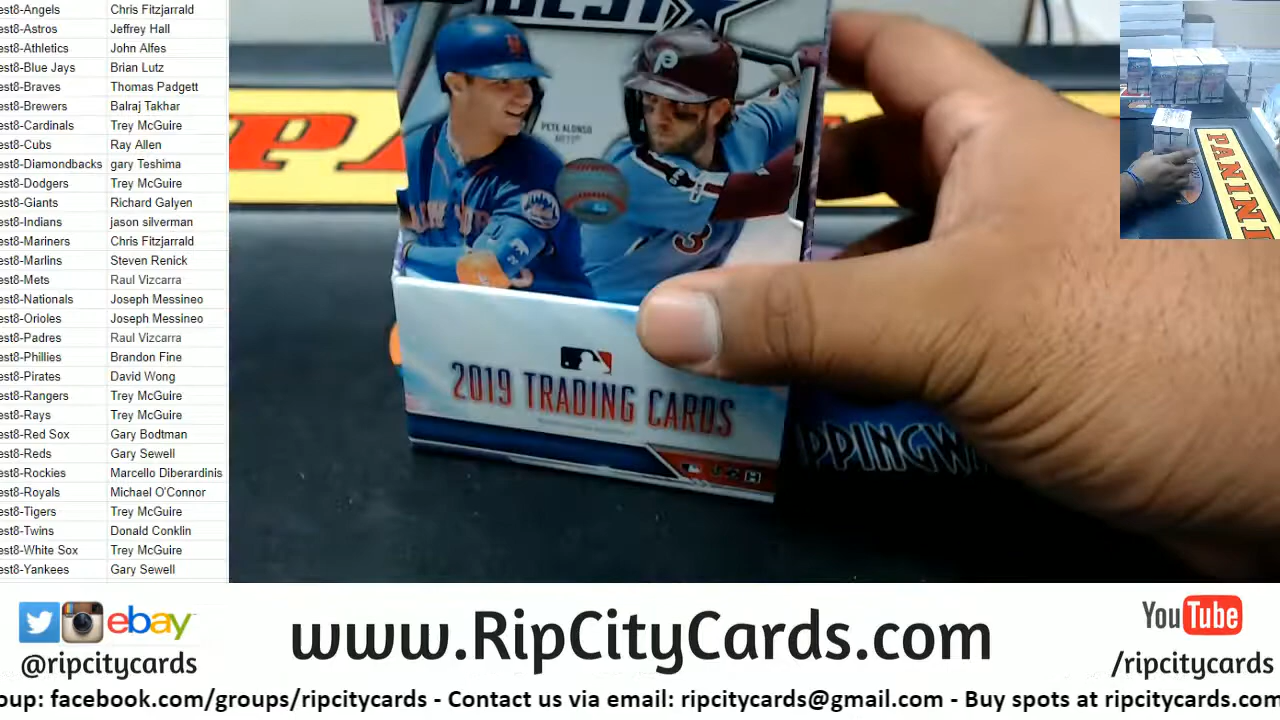 est8-Angels Chris Fitzjarrald
est8-Astros Jeffrey Hall
est8-Athletics John Alfes
est8-Blue Jays Brian Lutz
est8-Braves Thomas Padgett
est8-Brewers Balraj Takhar
est8-Cardinals Trey McGuire
est8-Cubs Ray Allen
est8-Diamondbacks gary Teshima
est8-Dodgers Trey McGuire
est8-Giants Richard Galyen
est8-Indians jason silverman
est8-Mariners Chris Fitzjarrald
est8-Marlins Steven Renick
est8-Mets Raul Vizcarra
est8-Nationals Joseph Messineo
est8-Orioles Joseph Messineo
est8-Padres Raul Vizcarra
est8-Phillies Brandon Fine
est8-Pirates David Wong
est8-Rangers Trey McGuire
est8-Rays Trey McGuire
est8-Red Sox Gary Bodtman
est8-Reds Gary Sewell
est8-Rockies Marcello Diberardinis
est8-Royals Michael O'Connor
est8-Tigers Trey McGuire
est8-Twins Donald Conklin
est8-White Sox Trey McGuire
est8-Yankees Gary Sewell
BEST
PETE ALONSO
METS
P
3
2019 TRADING CARDS
PPINGW
PANINI
ebay
@ripcitycards
www.RipCityCards.com
YouTube
/ripcitycards
oup: facebook.com/groups/ripcitycards - Contact us via email: ripcitycards@gmail.com - Buy spots at ripcitycards.com